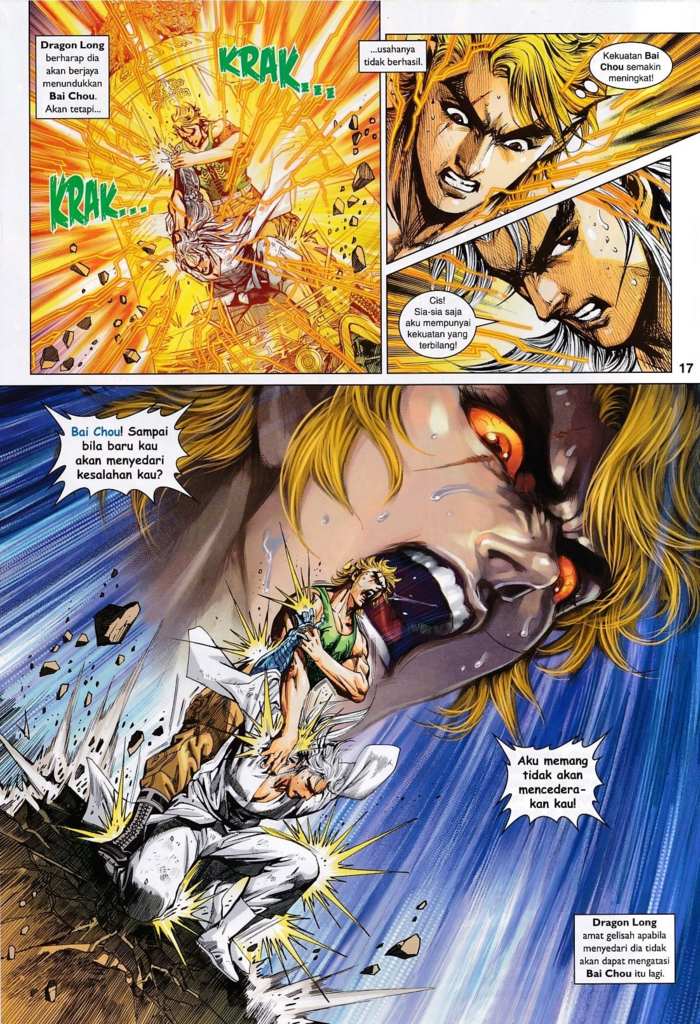 Dragon Long
berharap dia
akan berjaya
menundukkan
Bai Chou.
Akan tetapi...
KRAK...
KRAK...
...usahanya
tidak berhasil.
Kekuatan Bai
Chou semakin
meningkat!
Cis!
Sia-sia saja
aku mempunyai
kekuatan yang
terbilang!
17
Bai Chou! Sampai
bila baru kau
akan menyedari
kesalahan kau?
Aku memang
tidak akan
mencedera-
kan kau!
Dragon Long
amat gelisah apabila
menyedari dia tidak
akan dapat mengatasi
Bai Chou itu lagi.